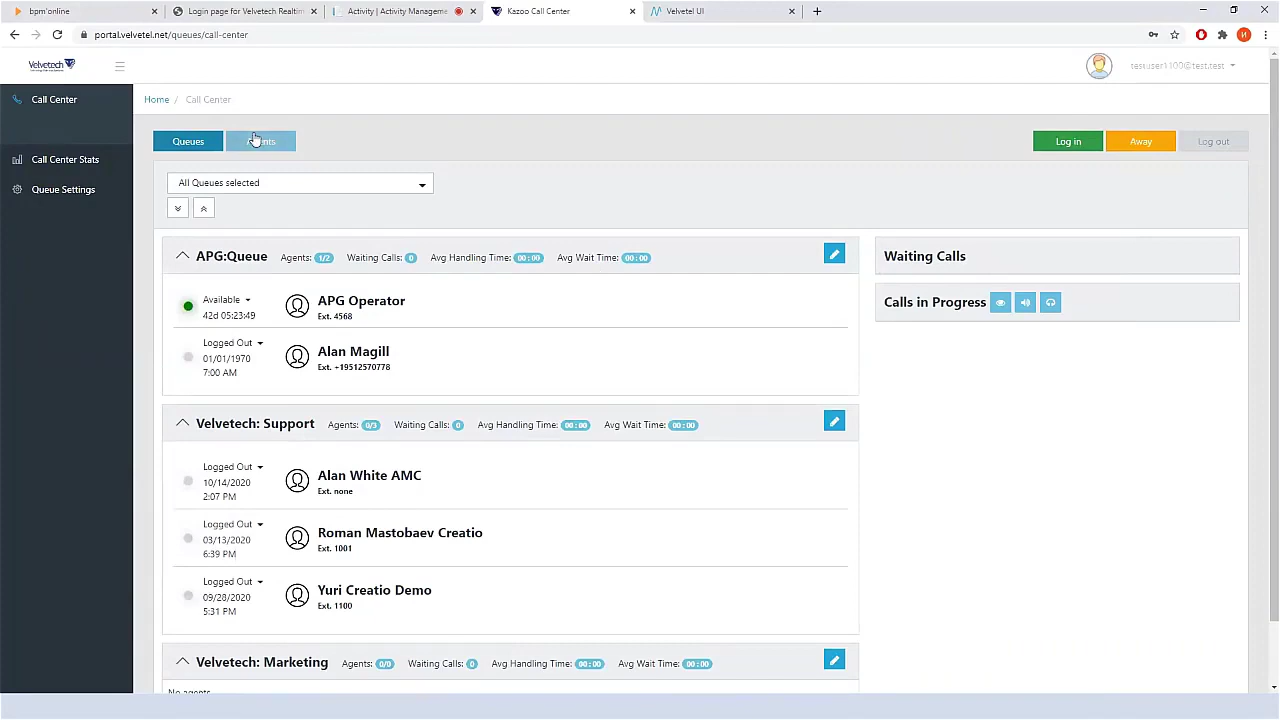 bpm'online
Login page for Velvetech Realtim
Activity | Activity Manageme
Kazoo Call Center
Velvetel UI
portal.velvetel.net/queues/call-center
И
Velvetech
tesuser1100@test.test
Call Center
Call Center Stats
Queue Settings
Home / Call Center
Queues
Log in
Away
Log out
All Queues selected
APG:Queue Agents: 1/2 Waiting Calls: 0 Avg Handling Time: 00:00 Avg Wait Time: 00:00
Available
42d 05:23:49
APG Operator
Ext. 4568
Logged Out
01/01/1970
7:00 AM
Alan Magill
Ext. +19512570778
Velvetech: Support Agents: 0/3 Waiting Calls: 0 Avg Handling Time: 00:00 Avg Wait Time: 00:00
Logged Out
10/14/2020
2:07 PM
Alan White AMC
Ext. none
Logged Out
03/13/2020
6:39 PM
Roman Mastobaev Creatio
Ext. 1001
Logged Out
09/28/2020
5:31 PM
Yuri Creatio Demo
Ext. 1100
Velvetech: Marketing Agents: 0/0 Waiting Calls: 0 Avg Handling Time: 00:00 Avg Wait Time: 00:00
No agents
Waiting Calls
Calls in Progress